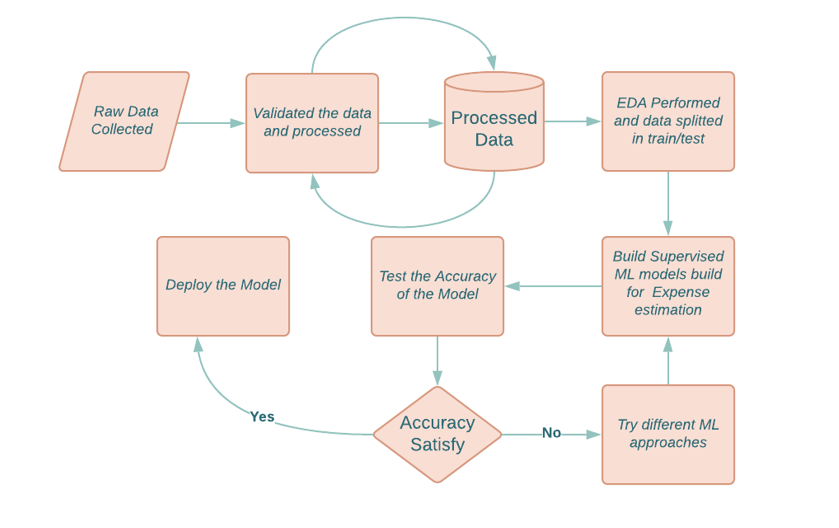 Raw Data
Collected
Validated the data
and processed
Processed
Data
EDA Performed
and data splitted
in train/test
Deploy the Model
Test the Accuracy
of the Model
Build Supervised
ML models build
for Expense
estimation
Yes
Accuracy
Satisfy
No
Try different ML
approaches